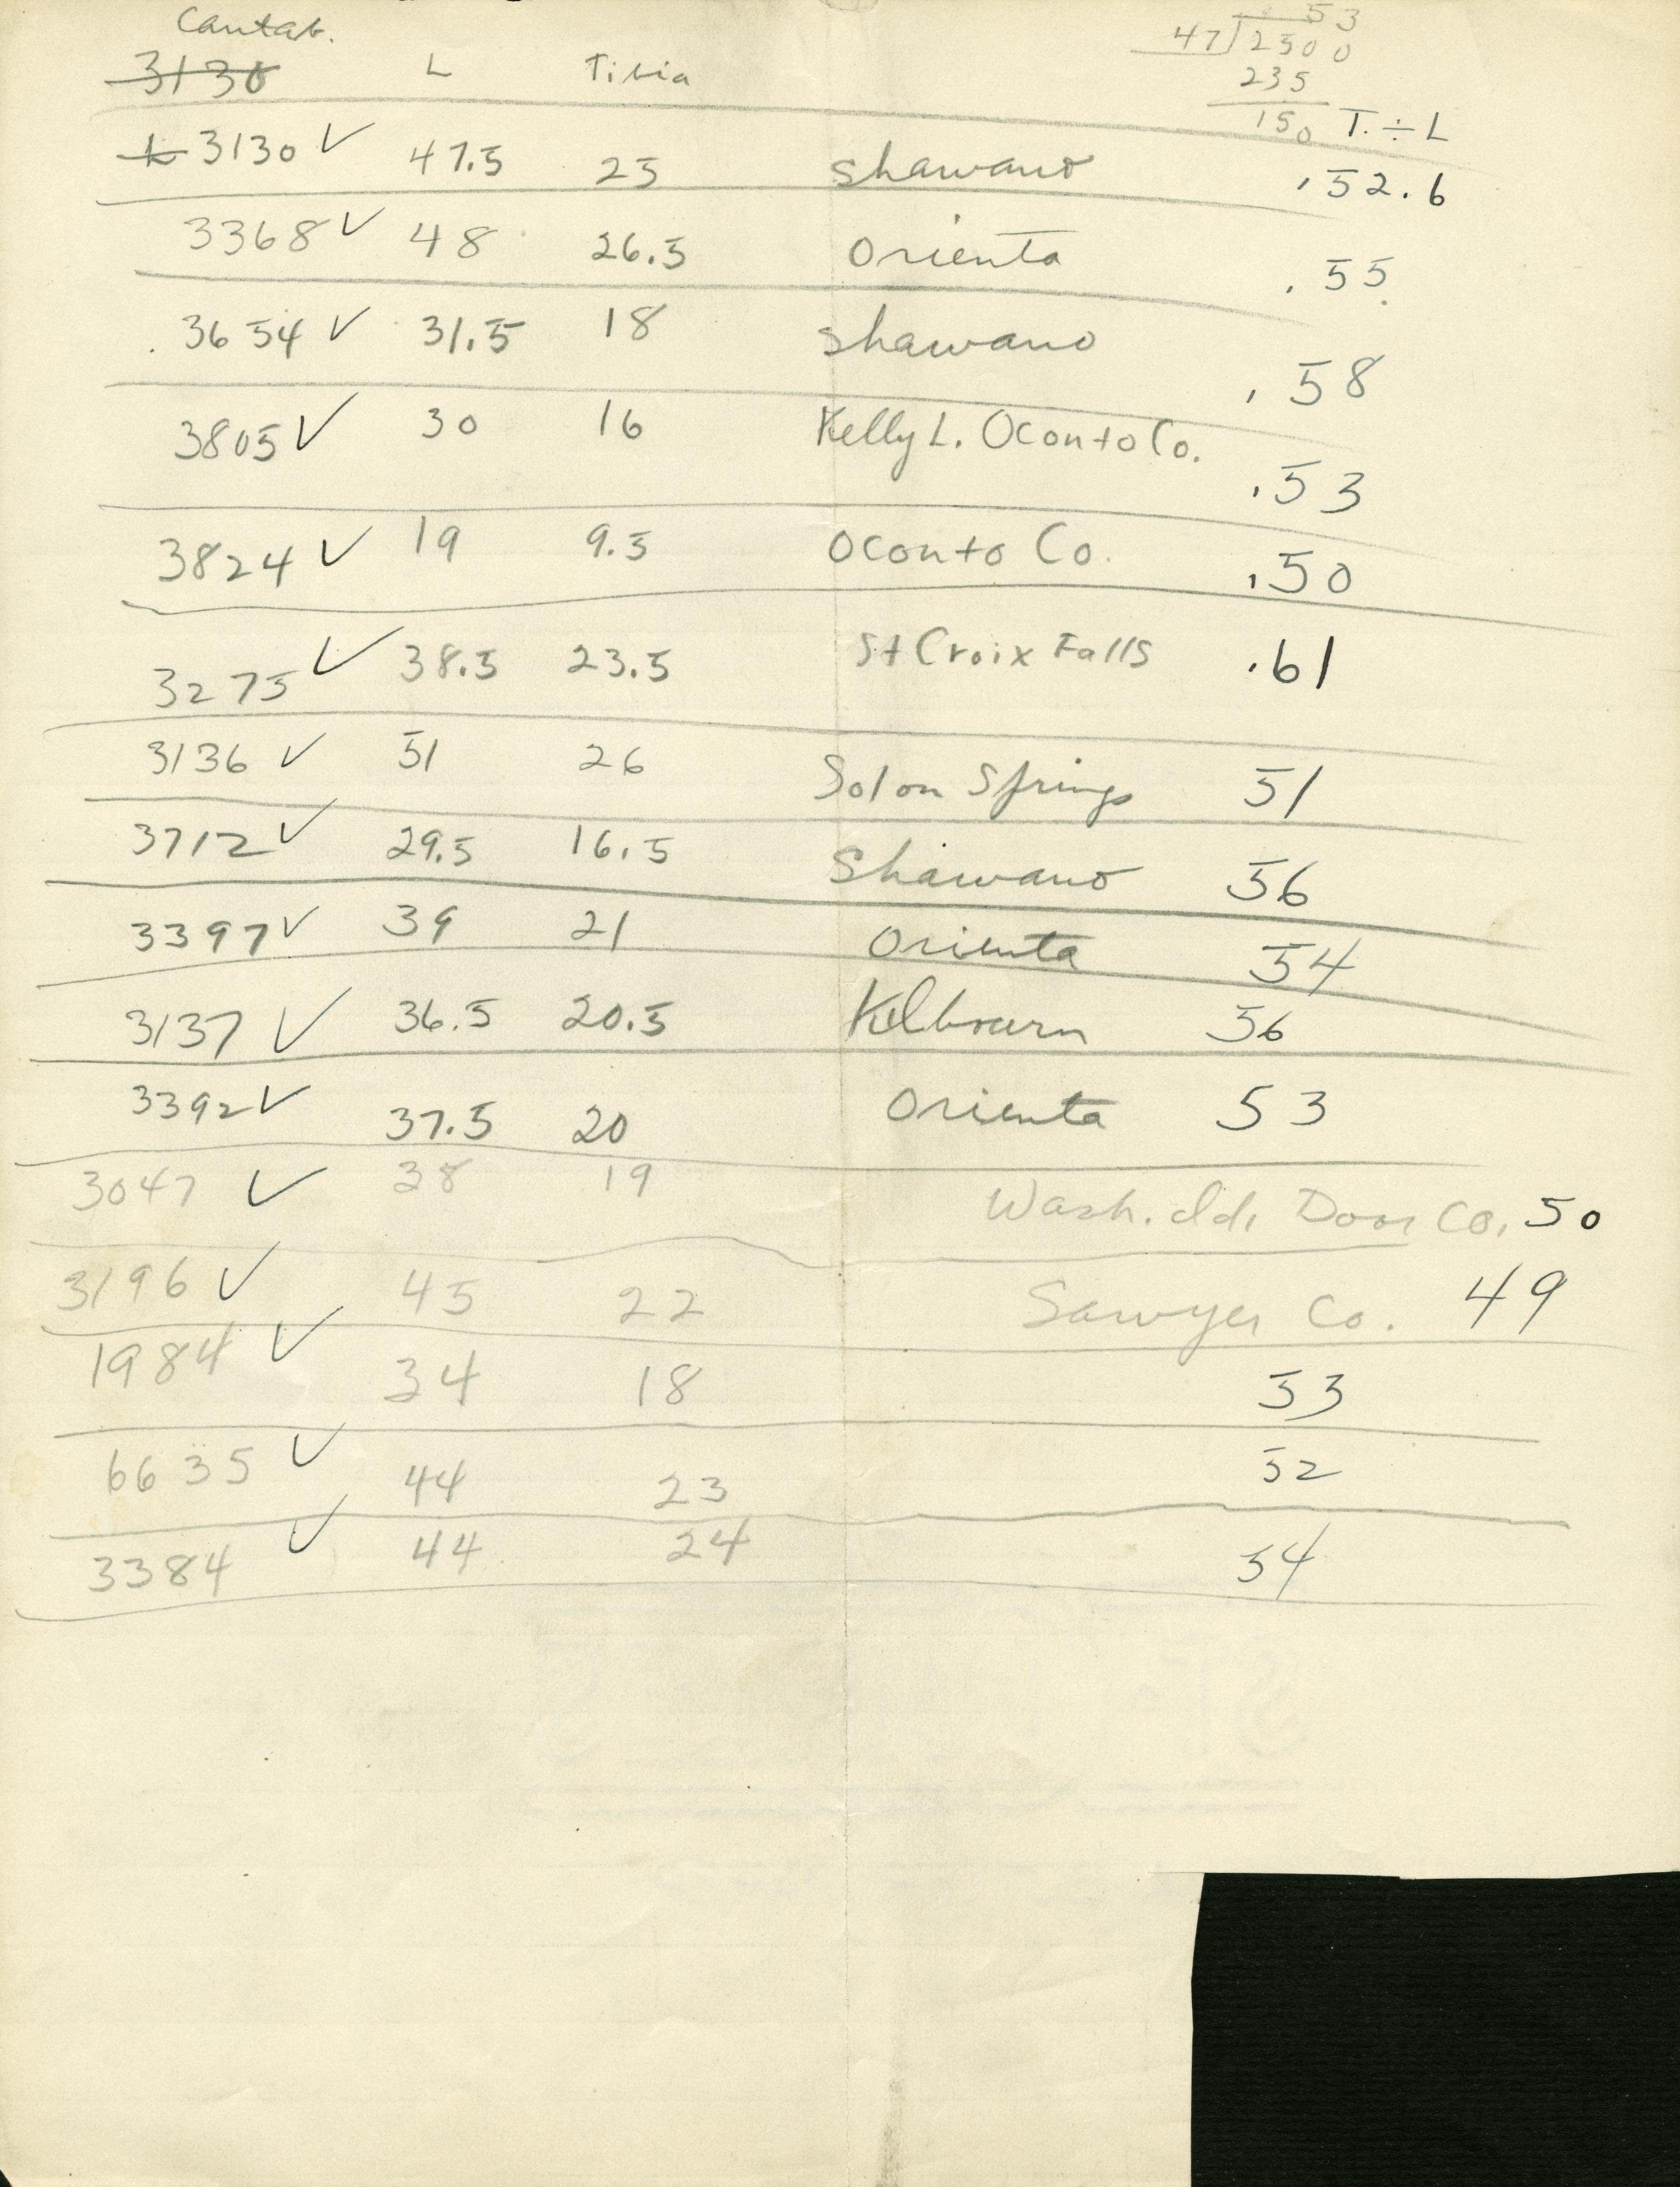 Cantab.
3130 L Tibia
53
47)2500
235
150 T. ÷ L
3130 ✓ 47.5 25 Shawano .52.6
3368 ✓ 48 26.5 Orienta .55
3654 ✓ 31.5 18 Shawano .58
3805 ✓ 30 16 Kelly L. Oconto Co. .53
3824 ✓ 19 9.5 Oconto Co. .50
3275 ✓ 38.5 23.5 St Croix Falls .61
3136 ✓ 51 26 Solon Springs 51
3712 ✓ 29.5 16.5 Shawano 56
3397 ✓ 39 21 Orienta 54
3137 ✓ 36.5 20.5 Kilbourn 56
3392 ✓ 37.5 20 Orienta 53
3047 ✓ 38 19 Wash. Id. Door Co. 50
3196 ✓ 45 22 Sawyer Co. 49
1984 ✓ 34 18 53
6635 ✓ 44 23 52
3384 ✓ 44 24 54